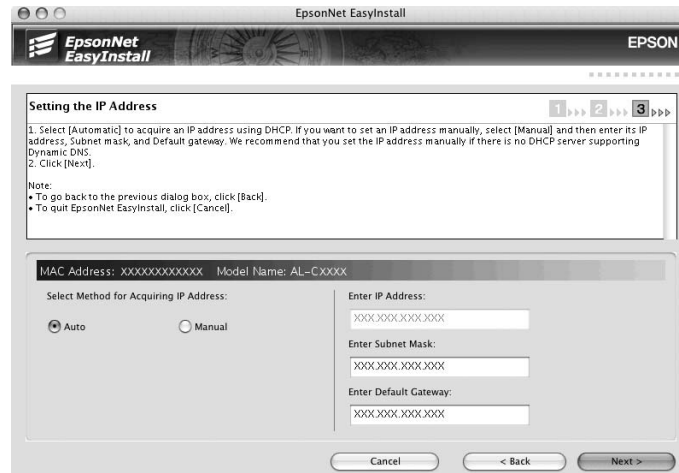 EpsonNet EasyInstall
EpsonNet
EasyInstall
EPSON
Setting the IP Address
1 2 3
1. Select [Automatic] to acquire an IP address using DHCP. If you want to set an IP address manually, select [Manual] and then enter its IP
address, Subnet mask, and Default gateway. We recommend that you set the IP address manually if there is no DHCP server supporting
Dynamic DNS.
2. Click [Next].
Note:
• To go back to the previous dialog box, click [Back].
• To quit EpsonNet EasyInstall, click [Cancel].
MAC Address: XXXXXXXXXXXX Model Name: AL-CXXXX
Select Method for Acquiring IP Address:
Auto Manual
Enter IP Address:
XXX.XXX.XXX.XXX
Enter Subnet Mask:
XXX.XXX.XXX.XXX
Enter Default Gateway:
XXX.XXX.XXX.XXX
Cancel < Back Next >